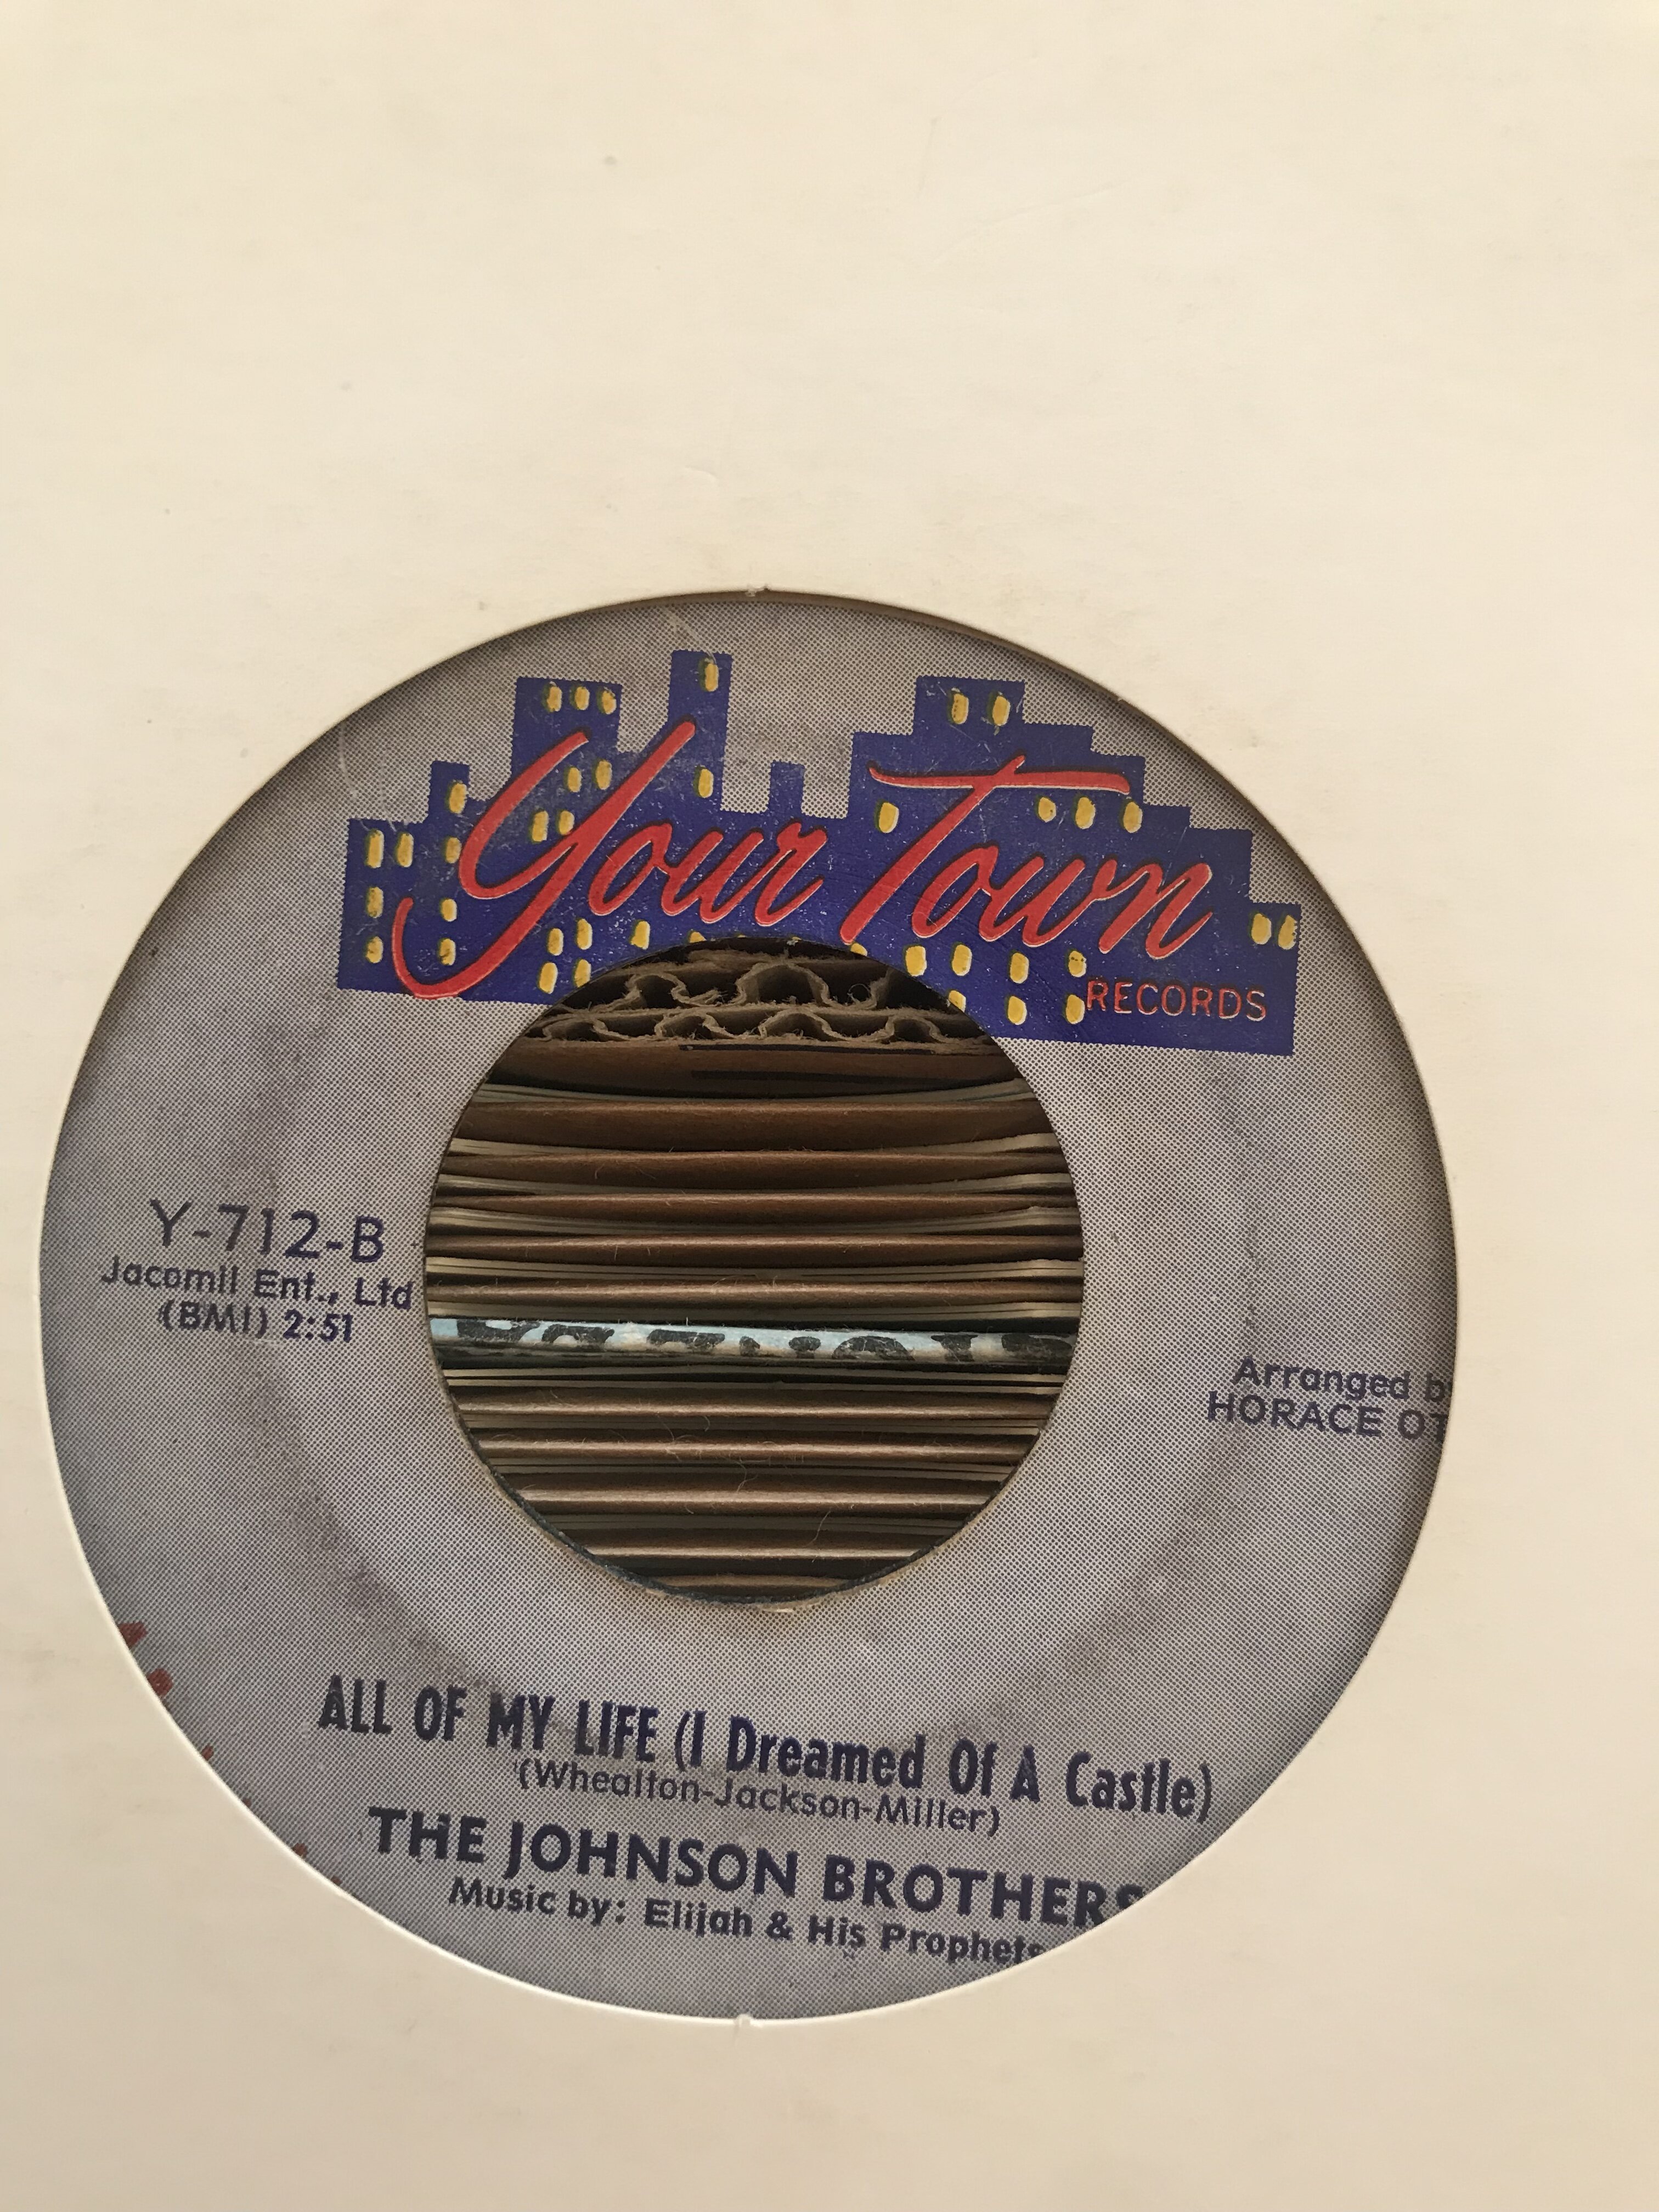 Your Town
RECORDS
Y-712-B
Jacomil Ent., Ltd
(BMI) 2:51
Arranged
HORACE
ALL OF MY LIFE (I Dreamed Of A Castle)
(Whealton-Jackson-Miller)
THE JOHNSON BROTHERS
Music by: Elijah & His Prophets